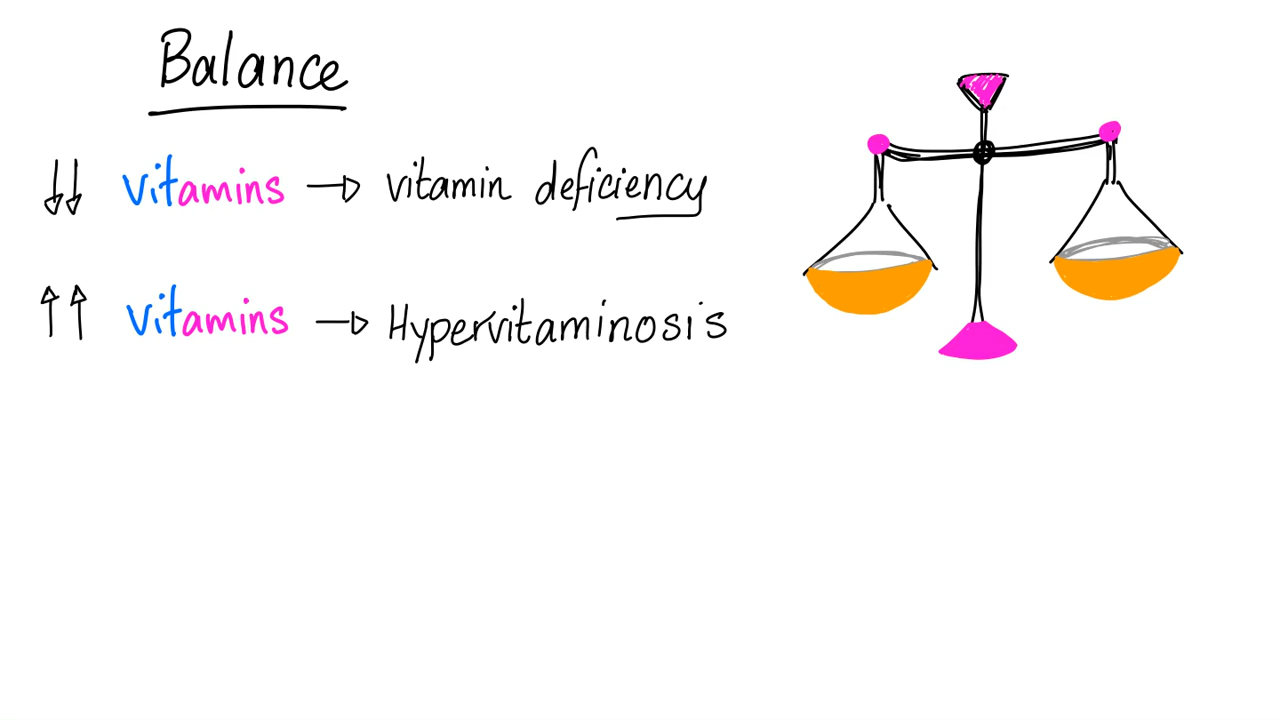 Balance
↓↓ vitamins → vitamin deficiency
↑↑ vitamins → Hypervitaminosis